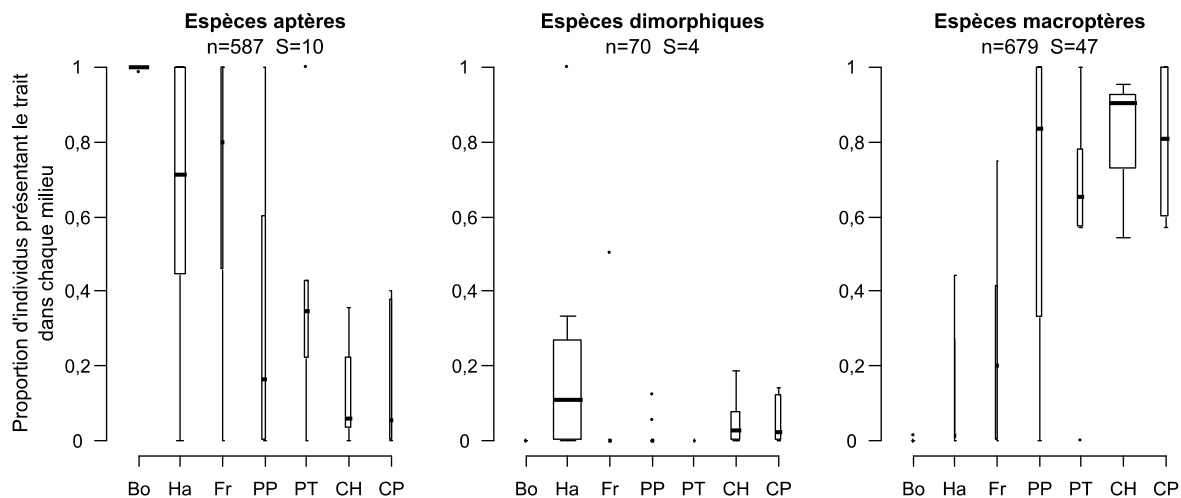 Espèces aptères
n=587 S=10
Espèces dimorphiques
n=70 S=4
Espèces macroptères
n=679 S=47
Proportion d'individus présentant le trait
dans chaque milieu
1
0,8
0,6
0,4
0,2
0
Bo Ha Fr PP PT CH CP
1
0,8
0,6
0,4
0,2
0
Bo Ha Fr PP PT CH CP
1
0,8
0,6
0,4
0,2
0
Bo Ha Fr PP PT CH CP